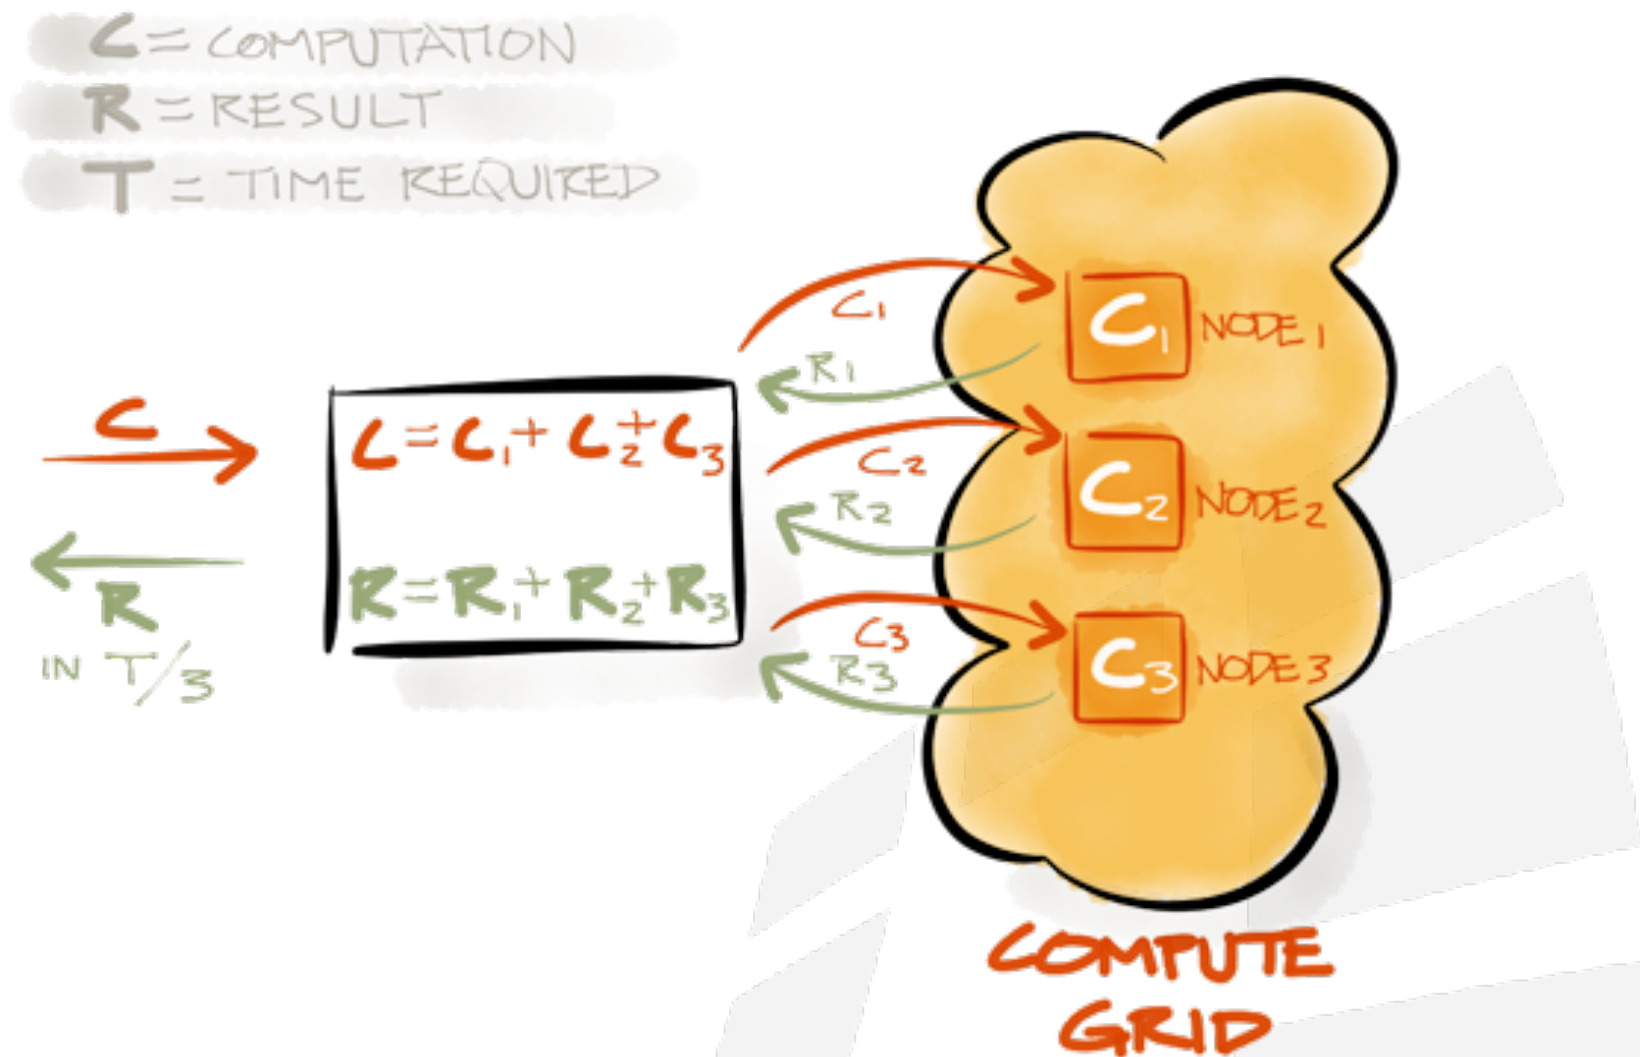 C = COMPUTATION
R = RESULT
T = TIME REQUIRED
C
R
IN T/3
C = C1 + C2 + C3
R = R1 + R2 + R3
C1
R1
C2
R2
C3
R3
C1 NODE 1
C2 NODE 2
C3 NODE 3
COMPUTE
GRID